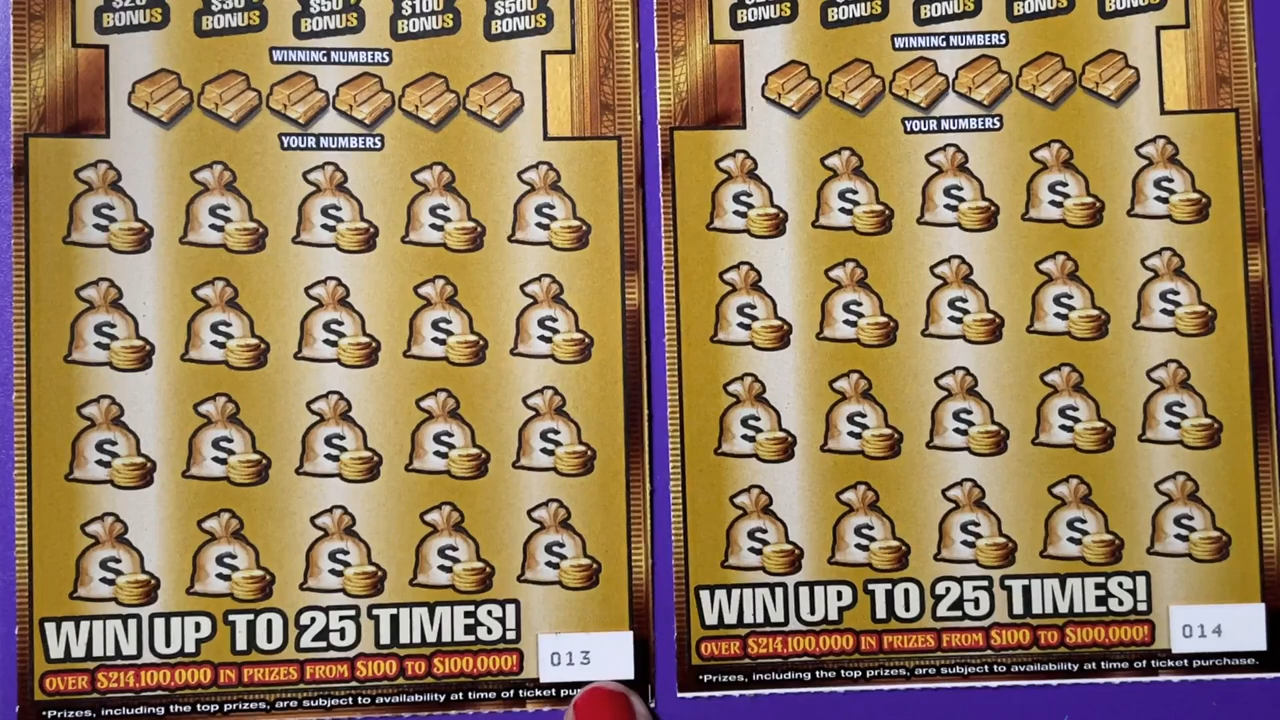 $20 $30 $50 $100 $500
BONUS BONUS BONUS BONUS BONUS
WINNING NUMBERS
YOUR NUMBERS
$ $ $ $ $
$ $ $ $ $
$ $ $ $ $
$ $ $ $ $
WIN UP TO 25 TIMES!
OVER $214,100,000 IN PRIZES FROM $100 TO $100,000!
013
*Prizes, including the top prizes, are subject to availability at time of ticket
BONUS BONUS BONUS BONUS BONUS
WINNING NUMBERS
YOUR NUMBERS
$ $ $ $ $
$ $ $ $ $
$ $ $ $ $
$ $ $ $ $
WIN UP TO 25 TIMES!
OVER $214,100,000 IN PRIZES FROM $100 TO $100,000!
014
*Prizes, including the top prizes, are subject to availability at time of ticket purchase.